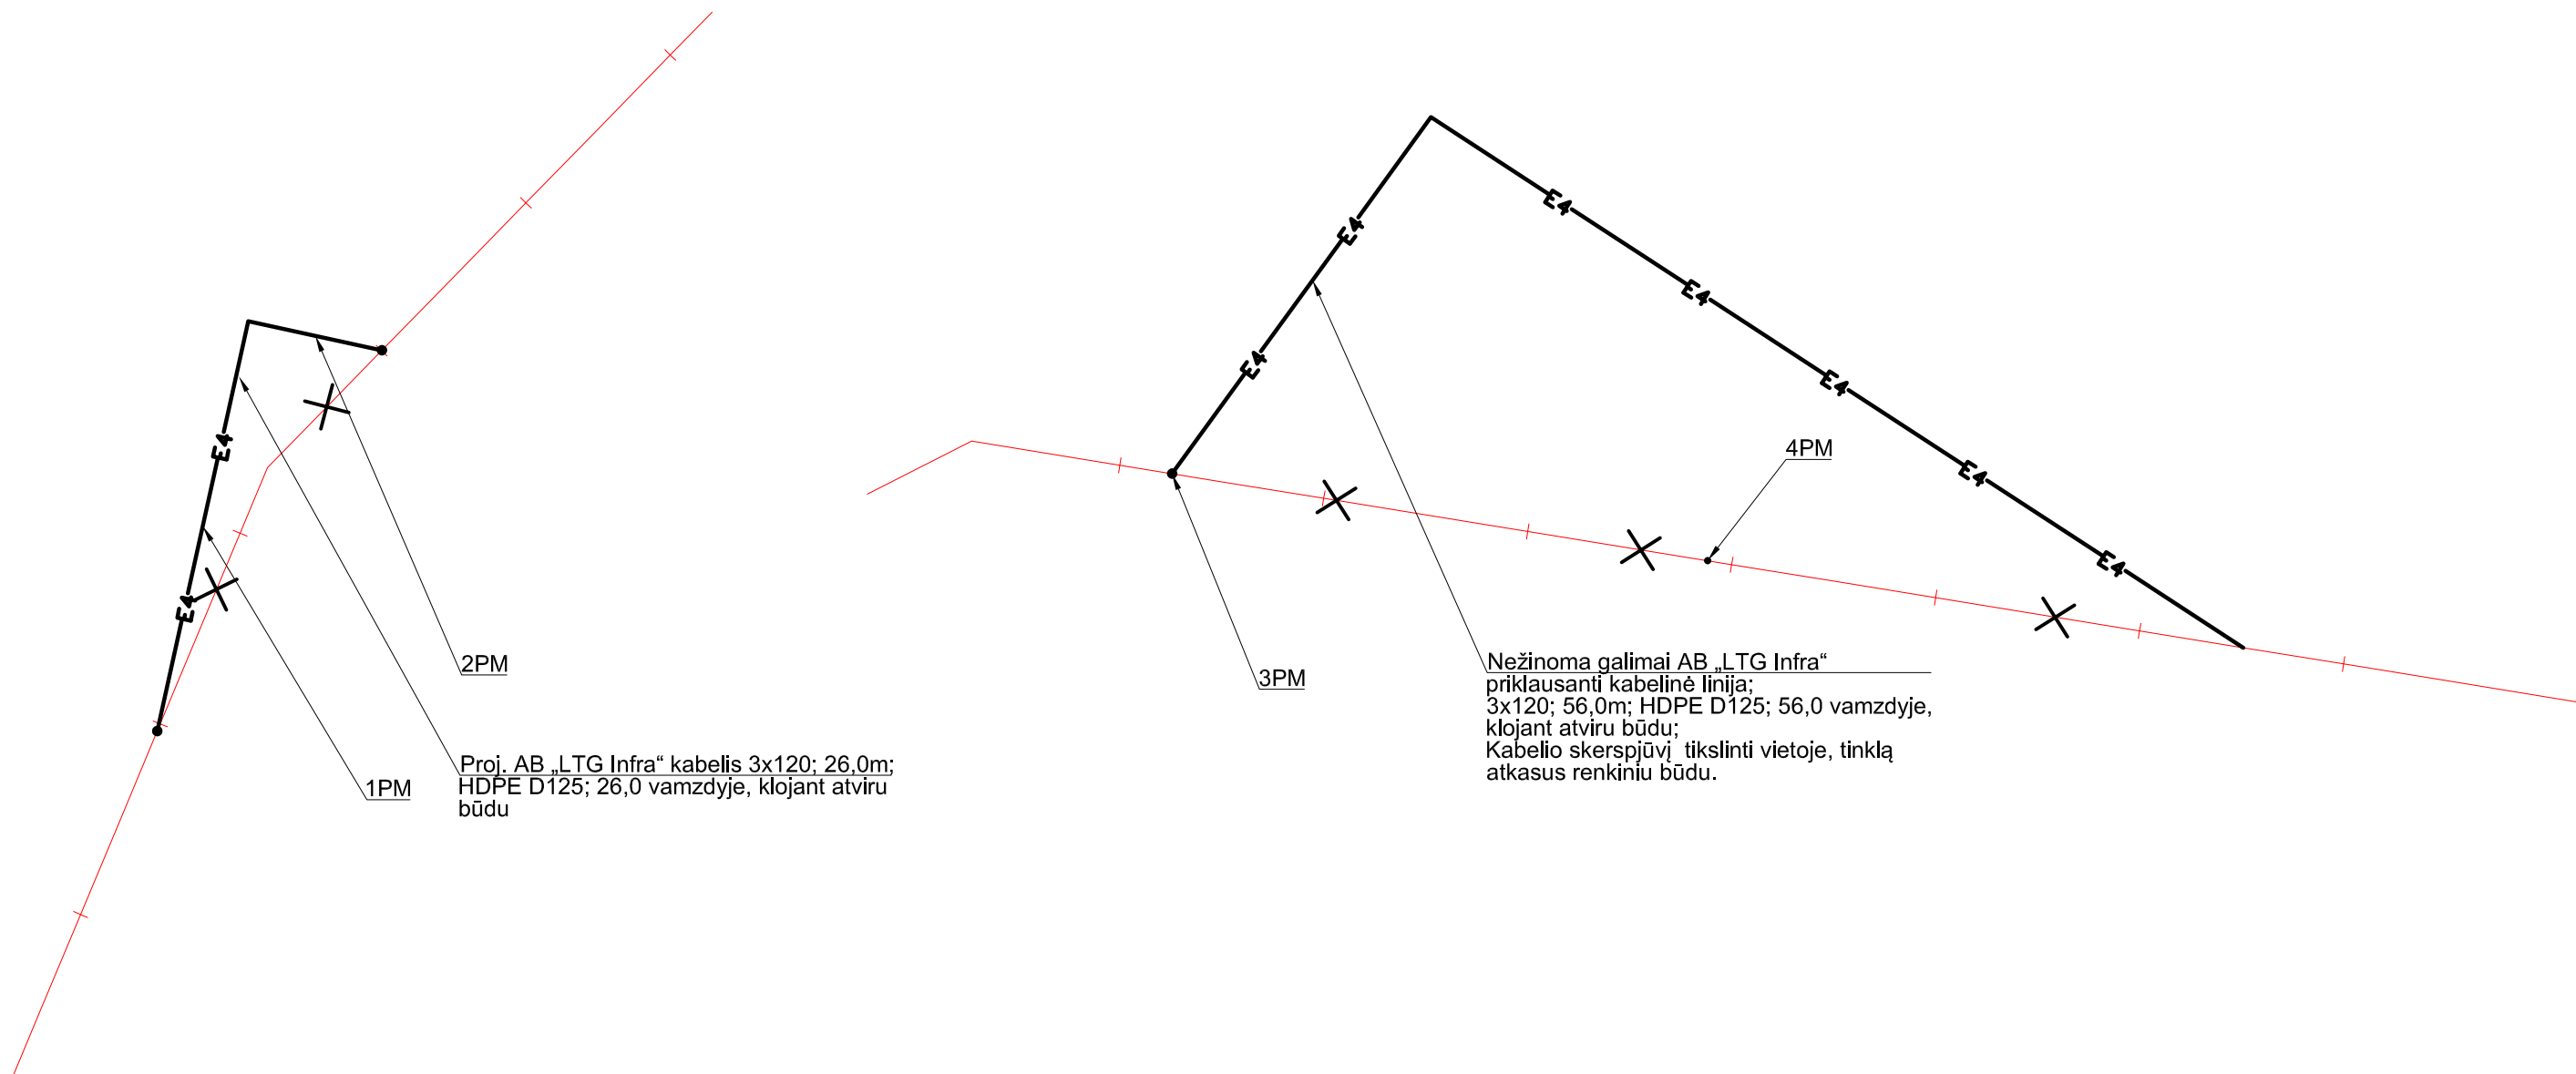 E4
E4
2PM
1PM
Proj. AB „LTG Infra“ kabelis 3x120; 26,0m;
HDPE D125; 26,0 vamzdyje, klojant atviru
būdu
E4
E4
E4
E4
E4
E4
E4
4PM
3PM
Nežinoma galimai AB „LTG Infra“
priklausanti kabelinė linija;
3x120; 56,0m; HDPE D125; 56,0 vamzdyje,
klojant atviru būdu;
Kabelio skerspjūvį tikslinti vietoje, tinklą
atkasus renkiniu būdu.